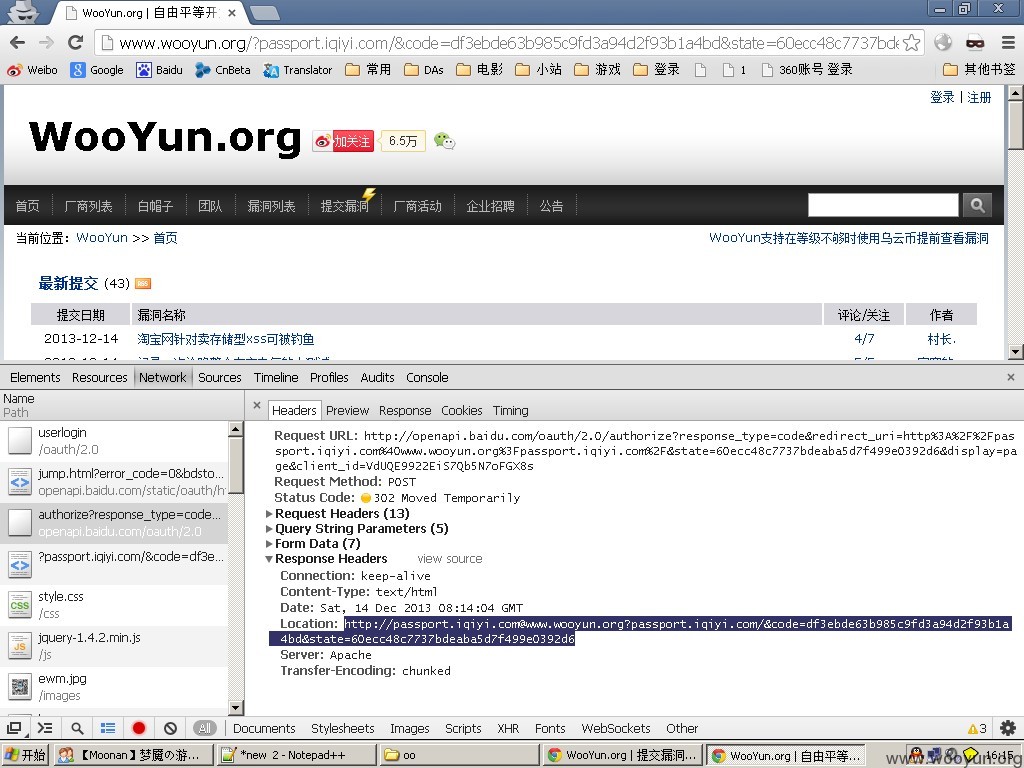 WooYun.org | 自由平等开
www.wooyun.org/?passport.iqiyi.com/&code=df3ebde63b985c9fd3a94d2f93b1a4bd&state=60ecc48c7737bde
Weibo Google Baidu CnBeta Translator 常用 DAs 电影 小站 游戏 登录 1 360账号 登录 其他书签
登录 | 注册
WooYun.org 加关注 6.5万
首页 厂商列表 白帽子 团队 漏洞列表 提交漏洞 厂商活动 企业招聘 公告
当前位置: WooYun >> 首页 WooYun支持在等级不够时使用乌云币提前查看漏洞
最新提交 (43)
提交日期 漏洞名称 评论/关注 作者
2013-12-14 淘宝网针对卖存储型xss可被钓鱼 4/7 村长.
Elements Resources Network Sources Timeline Profiles Audits Console
Name
Path
Headers Preview Response Cookies Timing
userlogin
/oauth/2.0
jump.html?error_code=0&bdsto...
openapi.baidu.com/static/oauth/h
authorize?response_type=code...
openapi.baidu.com/oauth/2.0
?passport.iqiyi.com/&code=df3e...
style.css
/css
jquery-1.4.2.min.js
/js
ewm.jpg
/images
Request URL: http://openapi.baidu.com/oauth/2.0/authorize?response_type=code&redirect_uri=http%3A%2F%2Fpas
sport.iqiyi.com%40www.wooyun.org%3Fpassport.iqiyi.com%2F&state=60ecc48c7737bdeaba5d7f499e0392d6&display=pa
ge&client_id=VdUQE9922EiS7Qb5N7oFGX8s
Request Method: POST
Status Code: 302 Moved Temporarily
Request Headers (13)
Query String Parameters (5)
Form Data (7)
Response Headers view source
Connection: keep-alive
Content-Type: text/html
Date: Sat, 14 Dec 2013 08:14:04 GMT
Location: http://passport.iqiyi.com@www.wooyun.org?passport.iqiyi.com/&code=df3ebde63b985c9fd3a94d2f93b1a
4bd&state=60ecc48c7737bdeaba5d7f499e0392d6
Server: Apache
Transfer-Encoding: chunked
All Documents Stylesheets Images Scripts XHR Fonts WebSockets Other 3
开始 【Moonan】梦魇の游... *new 2 - Notepad++ oo WooYun.org | 提交漏洞... WooYun.org | 自由平等... 16:15
www.wooyun.org